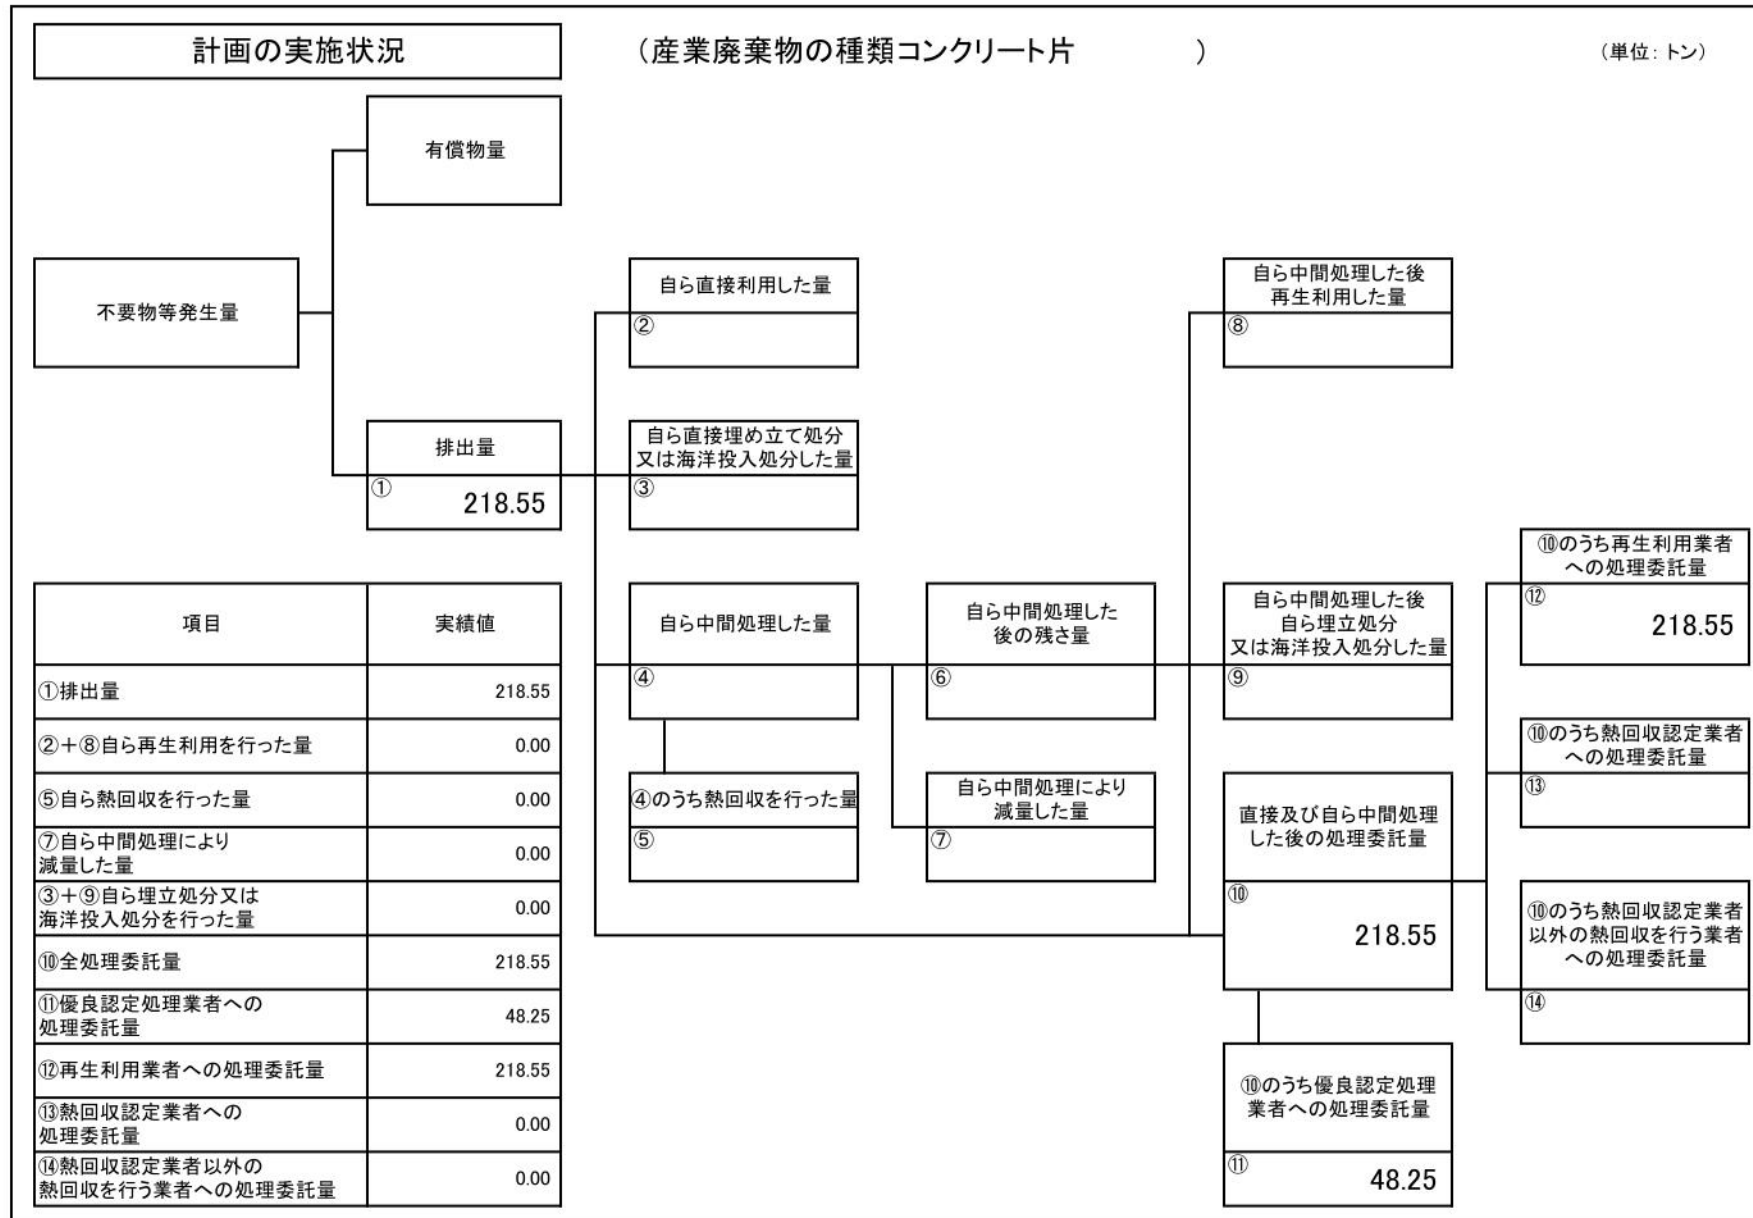 計画の実施状況
（産業廃棄物の種類コンクリート片　　　　）
（単位：トン）
有償物量
不要物等発生量
排出量
①
218.55
自ら直接利用した量
②
自ら直接埋め立て処分
又は海洋投入処分した量
③
自ら中間処理した量
④
④のうち熱回収を行った量
⑤
自ら中間処理した
後の残さ量
⑥
自ら中間処理により
減量した量
⑦
自ら中間処理した後
再生利用した量
⑧
自ら中間処理した後
自ら埋立処分
又は海洋投入処分した量
⑨
直接及び自ら中間処理
した後の処理委託量
⑩
218.55
⑩のうち優良認定処理
業者への処理委託量
⑪
48.25
⑩のうち再生利用業者
への処理委託量
⑫
218.55
⑩のうち熱回収認定業者
への処理委託量
⑬
⑩のうち熱回収認定業者
以外の熱回収を行う業者
への処理委託量
⑭
項目 実績値
①排出量 218.55
②＋⑧自ら再生利用を行った量 0.00
⑤自ら熱回収を行った量 0.00
⑦自ら中間処理により
減量した量 0.00
③＋⑨自ら埋立処分又は
海洋投入処分を行った量 0.00
⑩全処理委託量 218.55
⑪優良認定処理業者への
処理委託量 48.25
⑫再生利用業者への処理委託量 218.55
⑬熱回収認定業者への
処理委託量 0.00
⑭熱回収認定業者以外の
熱回収を行う業者への処理委託量 0.00